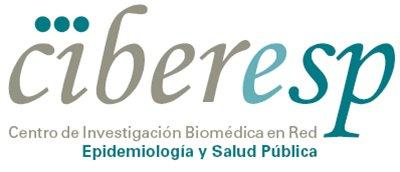 ciberesp
Centro de Investigación Biomédica en Red
Epidemiología y Salud Pública